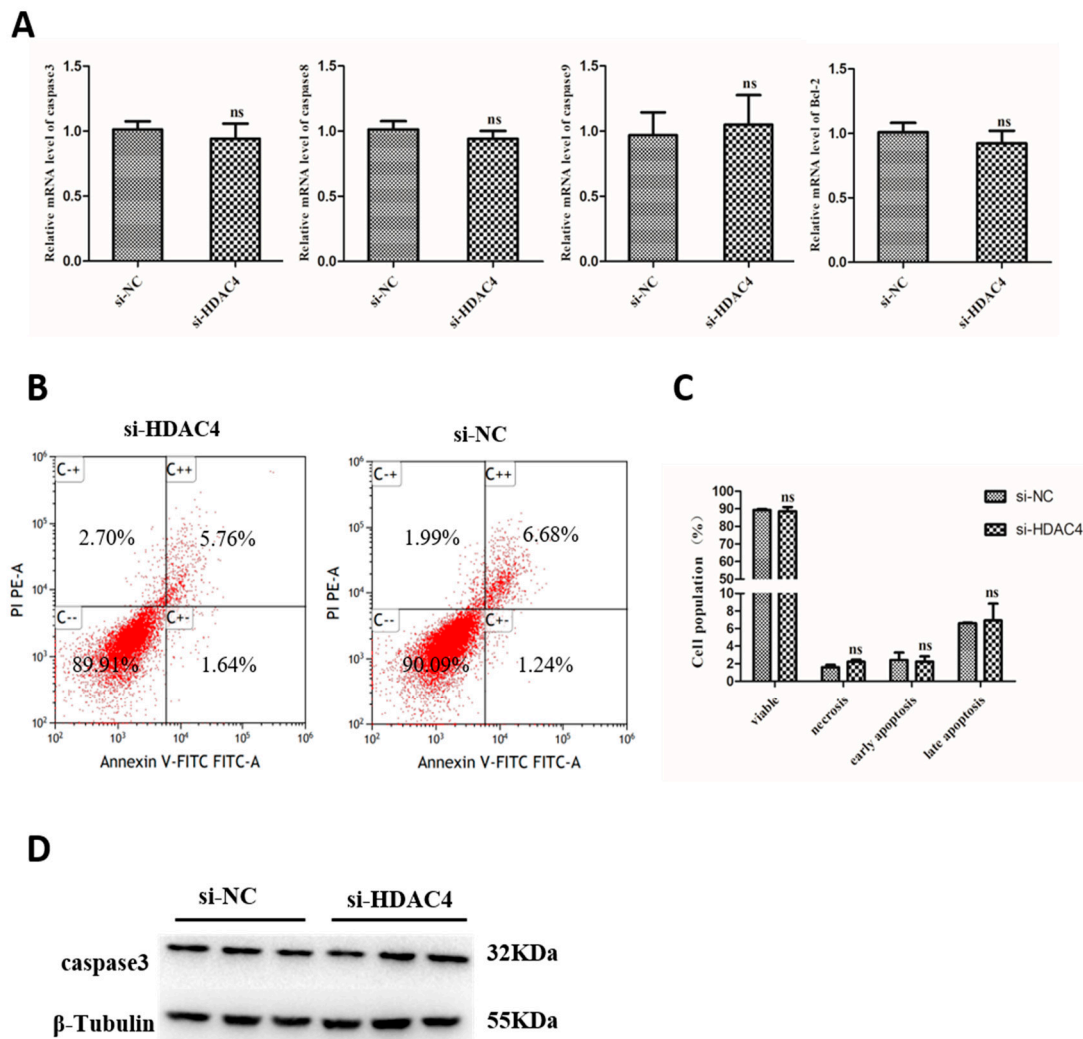 A
Relative mRNA level of caspase3
1.5
1.0
0.5
0.0
ns
si-NC
si-HDAC4
Relative mRNA level of caspase8
1.5
1.0
0.5
0.0
ns
si-NC
si-HDAC4
Relative mRNA level of caspase9
1.5
1.0
0.5
0.0
ns
si-NC
si-HDAC4
Relative mRNA level of Bcl-2
1.5
1.0
0.5
0.0
ns
si-NC
si-HDAC4
B
si-HDAC4
PI PE-A
10⁶
10⁵
10⁴
10³
10²
C-+
C++
2.70%
5.76%
C--
C+-
89.91%
1.64%
10² 10³ 10⁴ 10⁵ 10⁶
Annexin V-FITC FITC-A
si-NC
PI PE-A
10⁶
10⁵
10⁴
10³
10²
C-+
C++
1.99%
6.68%
C--
C+-
90.09%
1.24%
10² 10³ 10⁴ 10⁵ 10⁶
Annexin V-FITC FITC-A
C
Cell population (%)
100
90
80
70
60
50
10
8
6
4
2
0
ns
ns
ns
ns
si-NC
si-HDAC4
viable
necrosis
early apoptosis
late apoptosis
D
si-NC si-HDAC4
caspase3 32KDa
β-Tubulin 55KDa